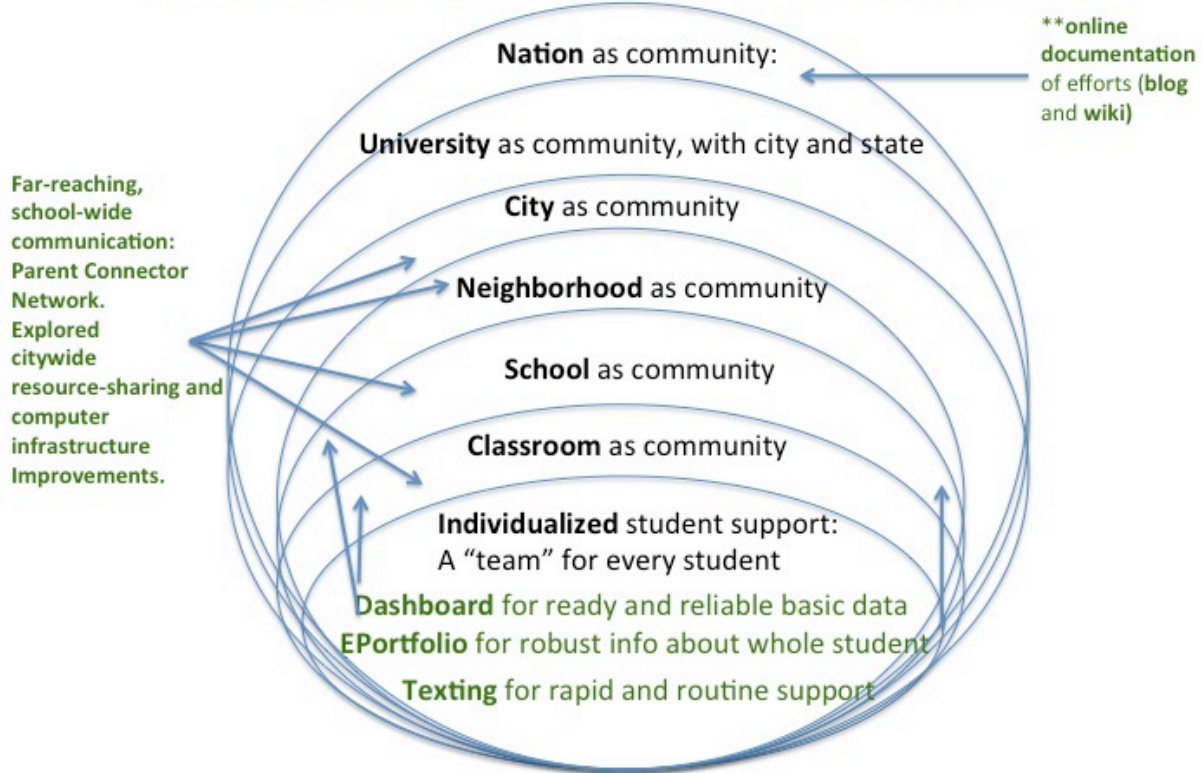 Nation as community:
**online
documentation
of efforts (blog
and wiki)
University as community, with city and state
Far-reaching,
school-wide
communication:
Parent Connector
Network.
Explored
citywide
resource-sharing and
computer
infrastructure
Improvements.
City as community
Neighborhood as community
School as community
Classroom as community
Individualized student support:
A “team” for every student
Dashboard for ready and reliable basic data
EPortfolio for robust info about whole student
Texting for rapid and routine support